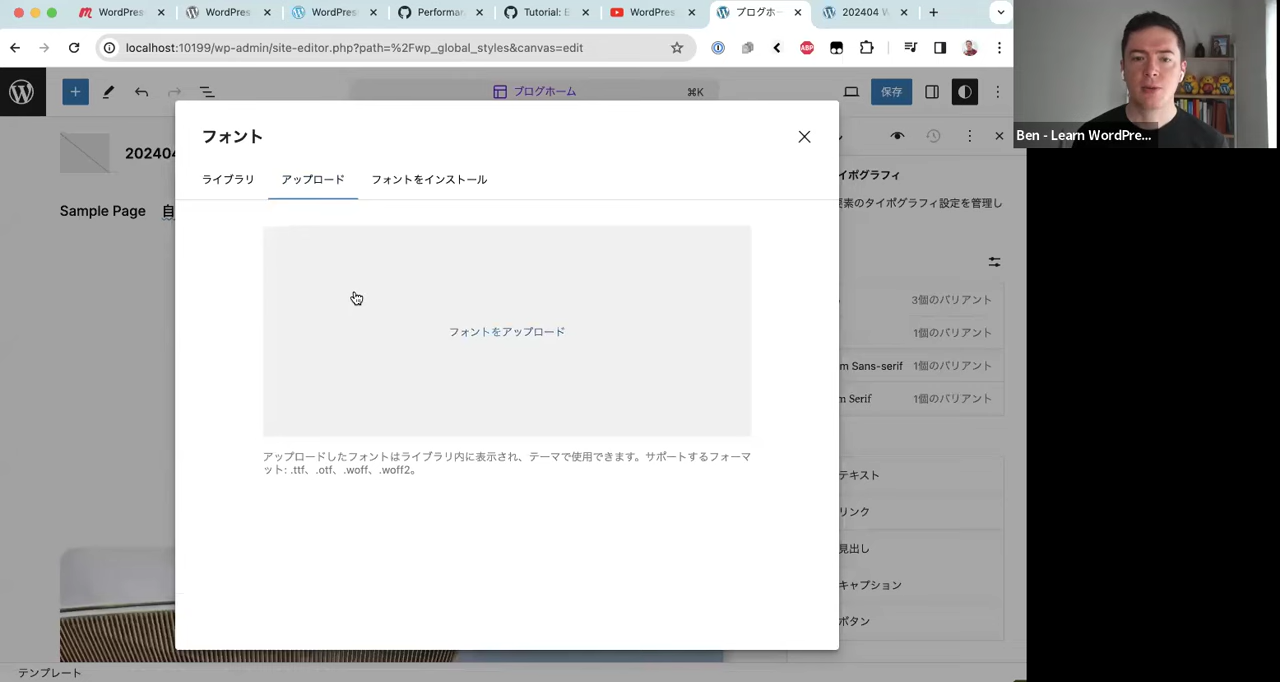 WordPres
WordPres
WordPres
Performan
Tutorial: E
WordPres
ブログホー
202404 W
localhost:10199/wp-admin/site-editor.php?path=%2Fwp_global_styles&canvas=edit
ABP
ブログホーム
⌘K
保存
Ben - Learn WordPre...
フォント
ライブラリ
アップロード
フォントをインストール
フォントをアップロード
アップロードしたフォントはライブラリ内に表示され、テーマで使用できます。サポートするフォーマ
ット: .ttf、.otf、.woff、.woff2。
202404
Sample Page
自
イポグラフィ
要素のタイポグラフィ設定を管理し
3個のバリアント
1個のバリアント
m Sans-serif 1個のバリアント
m Serif 1個のバリアント
テキスト
リンク
見出し
キャプション
ボタン
テンプレート